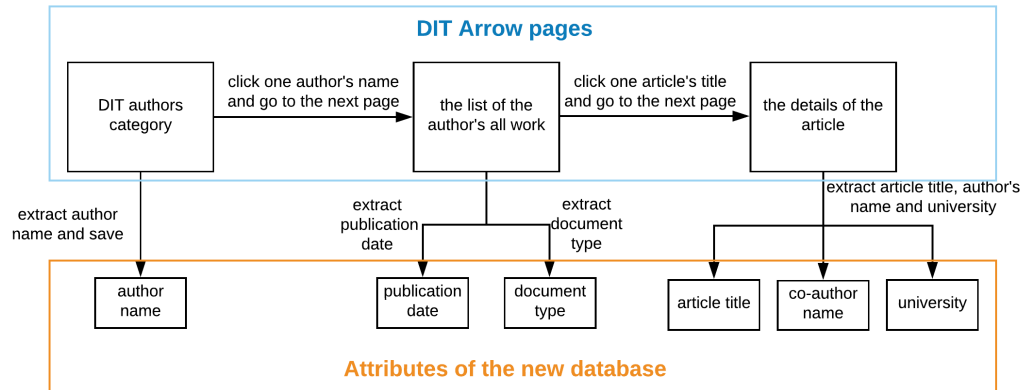 DIT Arrow pages
DIT authors
category
click one author's name
and go to the next page
the list of the
author's all work
click one article's title
and go to the next page
the details of the
article
extract author
name and save
extract
publication
date
extract
document
type
extract article title, author's
name and university
author
name
publication
date
document
type
article title
co-author
name
university
Attributes of the new database